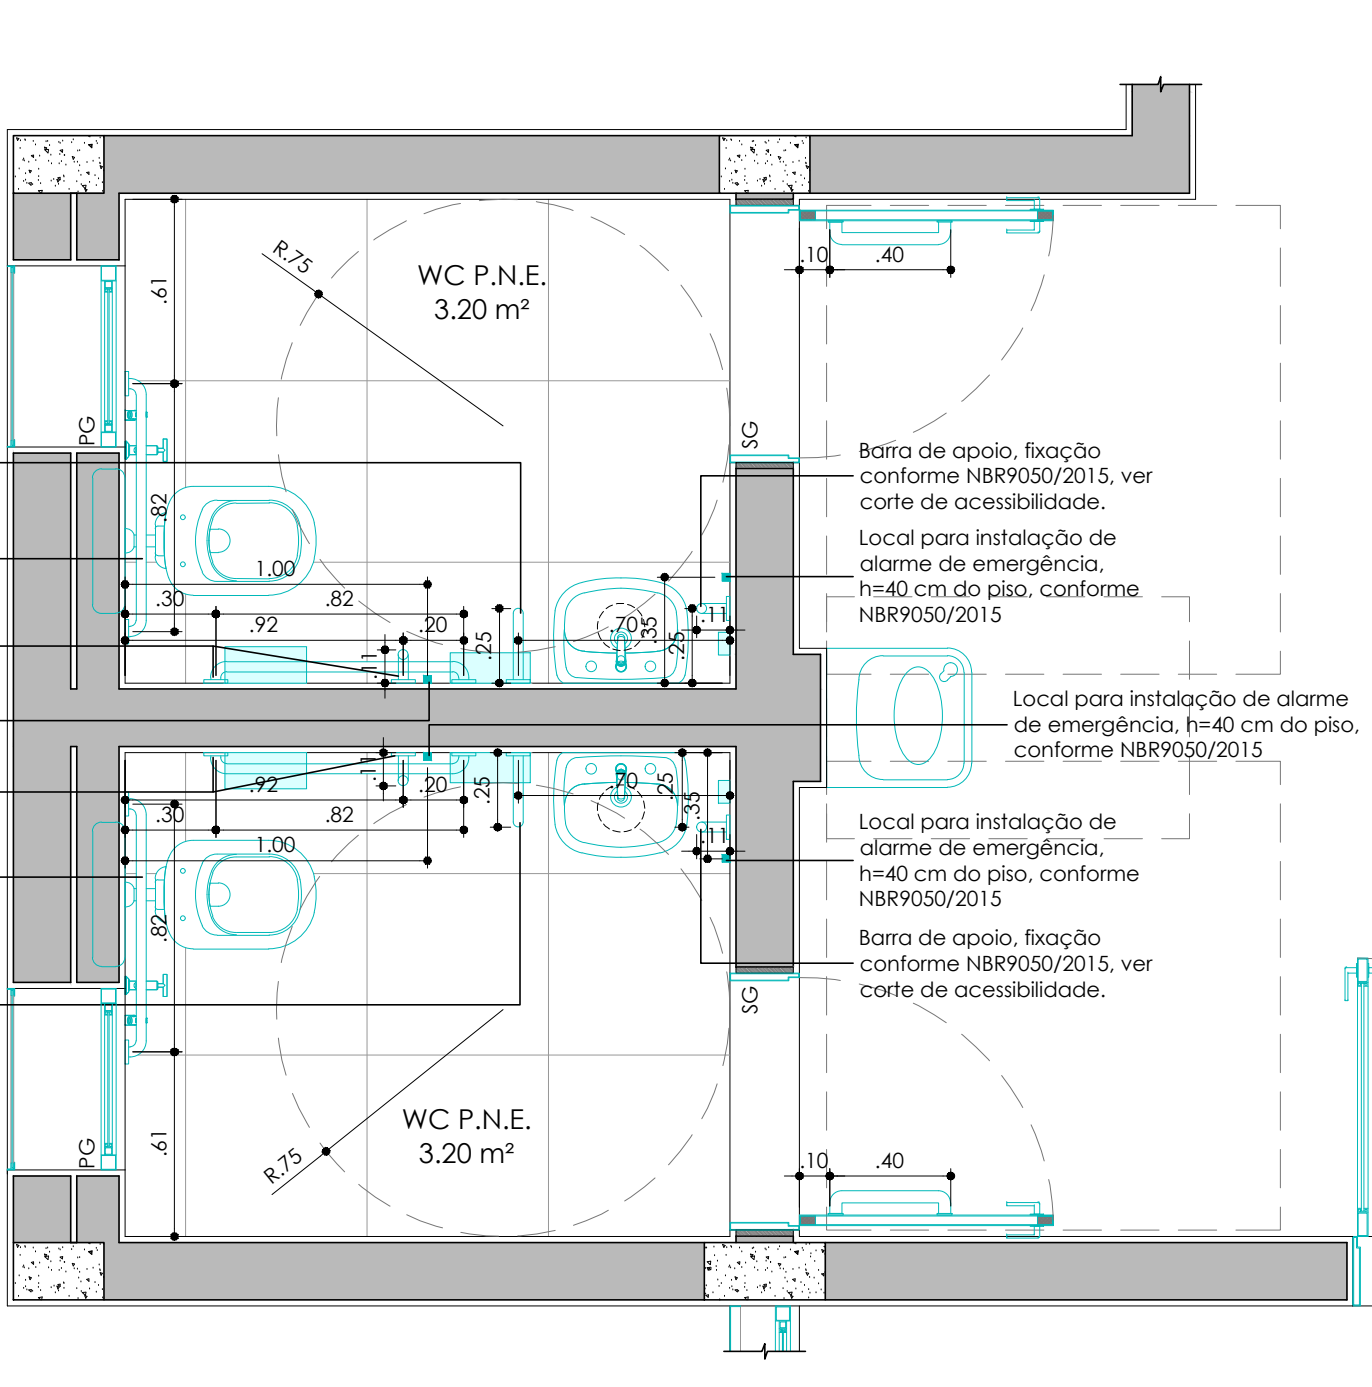 R.75
WC P.N.E.
3.20 m²
.61
.10
.40
PG
SG
.82
Barra de apoio, fixação
conforme NBR9050/2015, ver
corte de acessibilidade.
Local para instalação de
alarme de emergência,
h=40 cm do piso, conforme
NBR9050/2015
1.00
.30
.82
.92
.20
.25
.70
.35
.25
.11
.11
Local para instalação de alarme
de emergência, h=40 cm do piso,
conforme NBR9050/2015
.11
.92
.20
.25
.70
.25
.35
.11
.30
.82
1.00
.82
Local para instalação de
alarme de emergência,
h=40 cm do piso, conforme
NBR9050/2015
Barra de apoio, fixação
conforme NBR9050/2015, ver
corte de acessibilidade.
SG
PG
.61
WC P.N.E.
3.20 m²
R.75
.10
.40